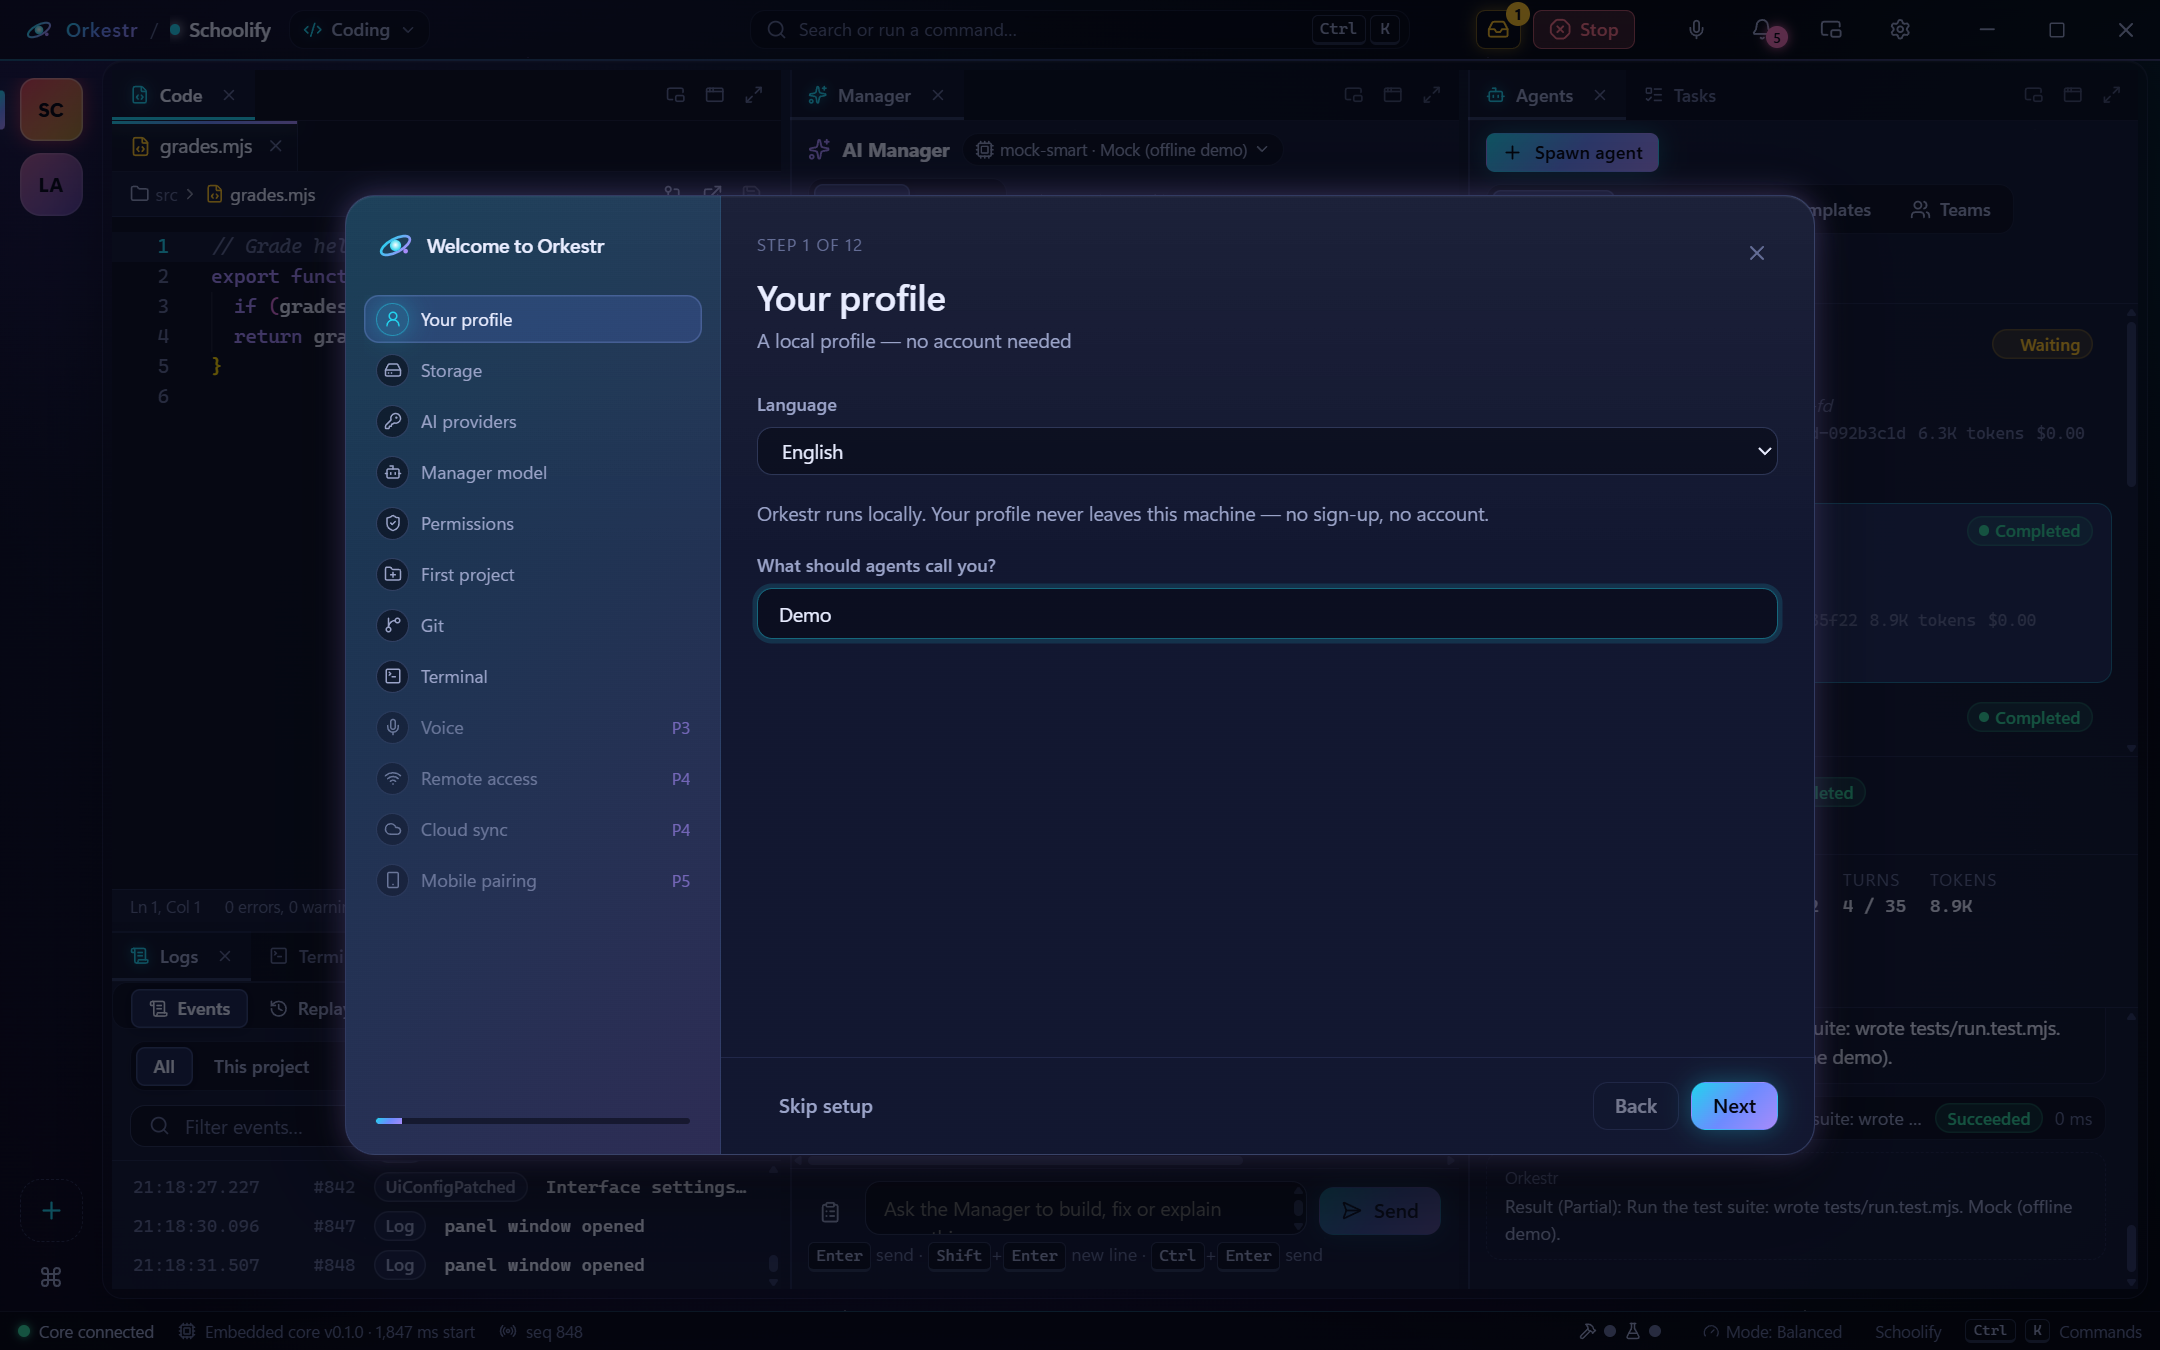 Orkestr / Schoolify Coding
Search or run a command... Ctrl K
1 Stop 5
SC
LA
Code
grades.mjs
src > grades.mjs
1 // Grade hel
2 export funct
3 if (grades
4 return gra
5 }
6
Ln 1, Col 1 0 errors, 0 warnin
Logs Termi
Events Replay
All This project
Filter events...
21:18:27.227 #842 UiConfigPatched Interface settings…
21:18:30.096 #847 Log panel window opened
21:18:31.507 #848 Log panel window opened
Manager
AI Manager mock-smart · Mock (offline demo)
Welcome to Orkestr
Your profile
Storage
AI providers
Manager model
Permissions
First project
Git
Terminal
Voice P3
Remote access P4
Cloud sync P4
Mobile pairing P5
STEP 1 OF 12
Your profile
A local profile — no account needed
Language
English
Orkestr runs locally. Your profile never leaves this machine — no sign-up, no account.
What should agents call you?
Demo
Skip setup Back Next
Ask the Manager to build, fix or explain
Send
Enter send · Shift + Enter new line · Ctrl + Enter send
Agents Tasks
+ Spawn agent
mplates Teams
Waiting
fd
d-092b3c1d 6.3K tokens $0.00
Completed
35f22 8.9K tokens $0.00
Completed
leted
TURNS TOKENS
2 4 / 35 8.9K
uite: wrote tests/run.test.mjs.
e demo).
suite: wrote ... Succeeded 0 ms
Orkestr
Result (Partial): Run the test suite: wrote tests/run.test.mjs. Mock (offline
demo).
Core connected Embedded core v0.1.0 · 1,847 ms start seq 848
Mode: Balanced Schoolify Ctrl K Commands